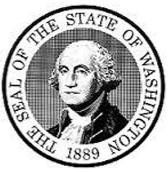 THE SEAL OF THE STATE OF WASHINGTON
1889